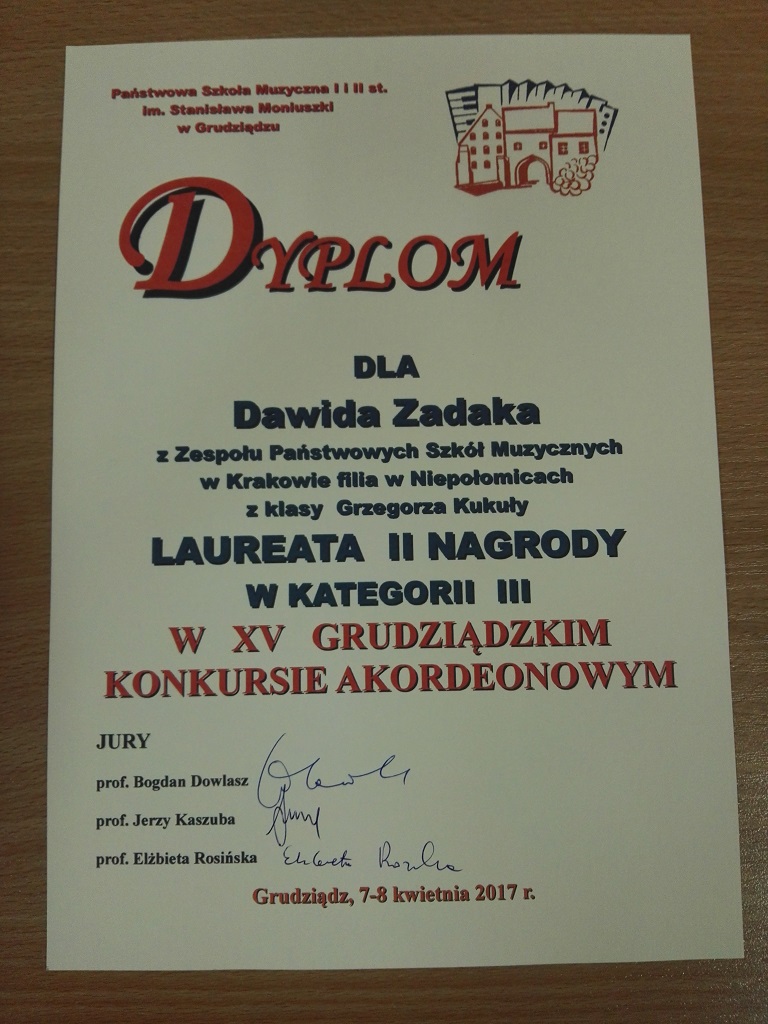 Państwowa Szkoła Muzyczna I i II st.
im. Stanisława Moniuszki
w Grudziądzu
DYPLOM
DLA
Dawida Zadaka
z Zespołu Państwowych Szkół Muzycznych
w Krakowie filia w Niepołomicach
z klasy Grzegorza Kukuły
LAUREATA II NAGRODY
W KATEGORII III
W XV GRUDZIĄDZKIM
KONKURSIE AKORDEONOWYM
JURY
prof. Bogdan Dowlasz
prof. Jerzy Kaszuba
prof. Elżbieta Rosińska Elżbieta Rosińska
Grudziądz, 7-8 kwietnia 2017 r.